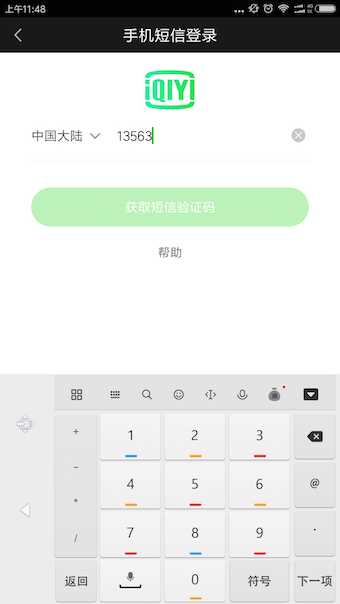 上午11:48
4G
1X
手机短信登录
iQIYI
中国大陆 13563
获取短信验证码
帮助
+ 1 2 3
- 4 5 6 @
* 7 8 9 .
/
返回 0 符号 下一项